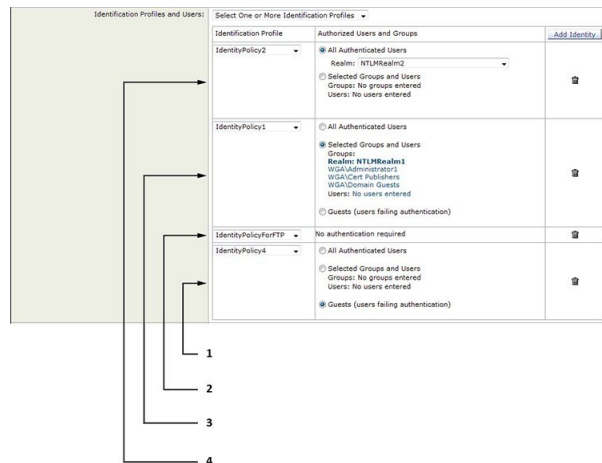 Identification Profiles and Users:
Select One or More Identification Profiles
Identification Profile
Authorized Users and Groups
Add Identity
IdentityPolicy2
All Authenticated Users
Realm: NTLMRealm2
Selected Groups and Users
Groups: No groups entered
Users: No users entered
IdentityPolicy1
All Authenticated Users
Selected Groups and Users
Groups:
Realm: NTLMRealm1
WGA\Administrator1
WGA\Cert Publishers
WGA\Domain Guests
Users: No users entered
Guests (users failing authentication)
IdentityPolicyForFTP
No authentication required
IdentityPolicy4
All Authenticated Users
Selected Groups and Users
Groups: No groups entered
Users: No users entered
Guests (users failing authentication)
1
2
3
4